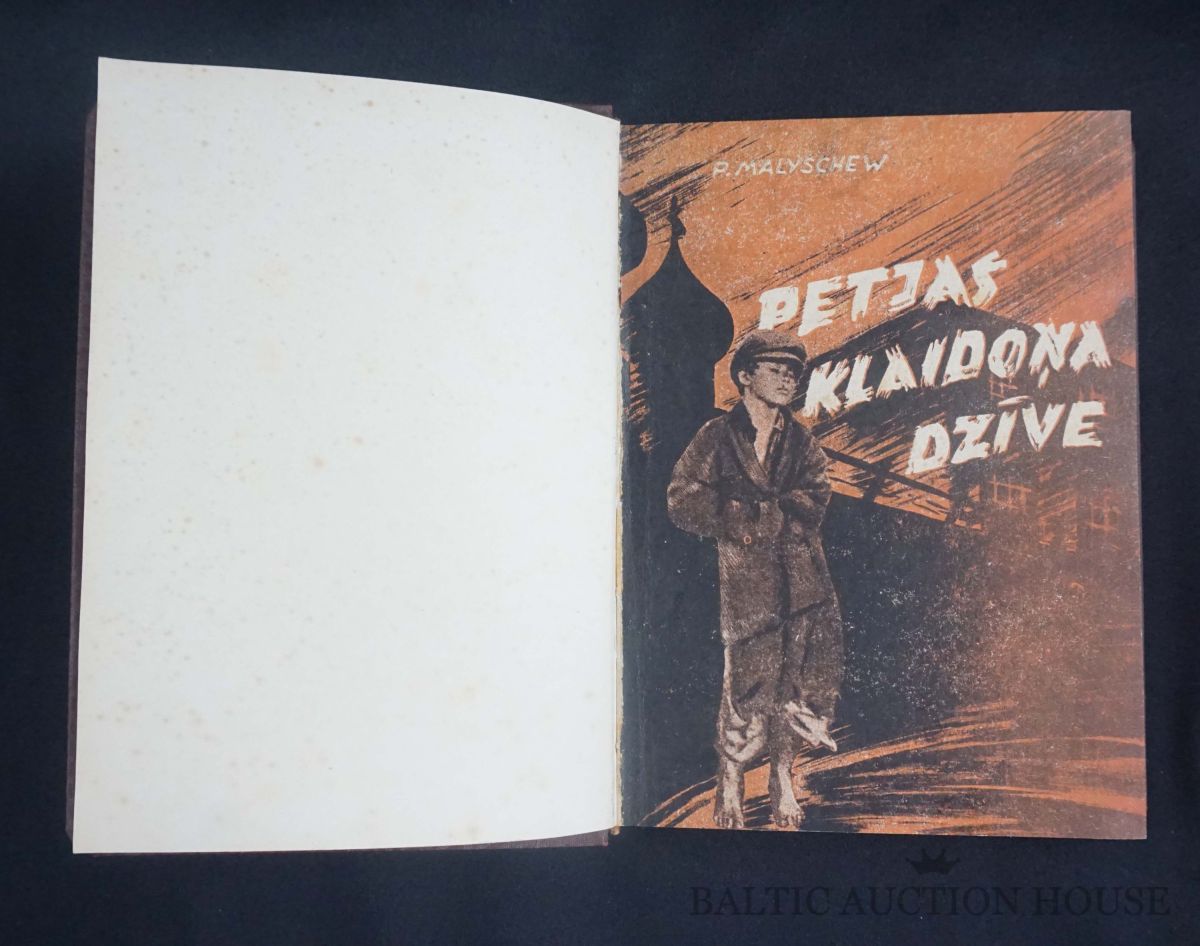 P. MALYSCHEW
PETJAS
KLAIDOŅA
DZĪVE
BALTIC AUCTION HOUSE